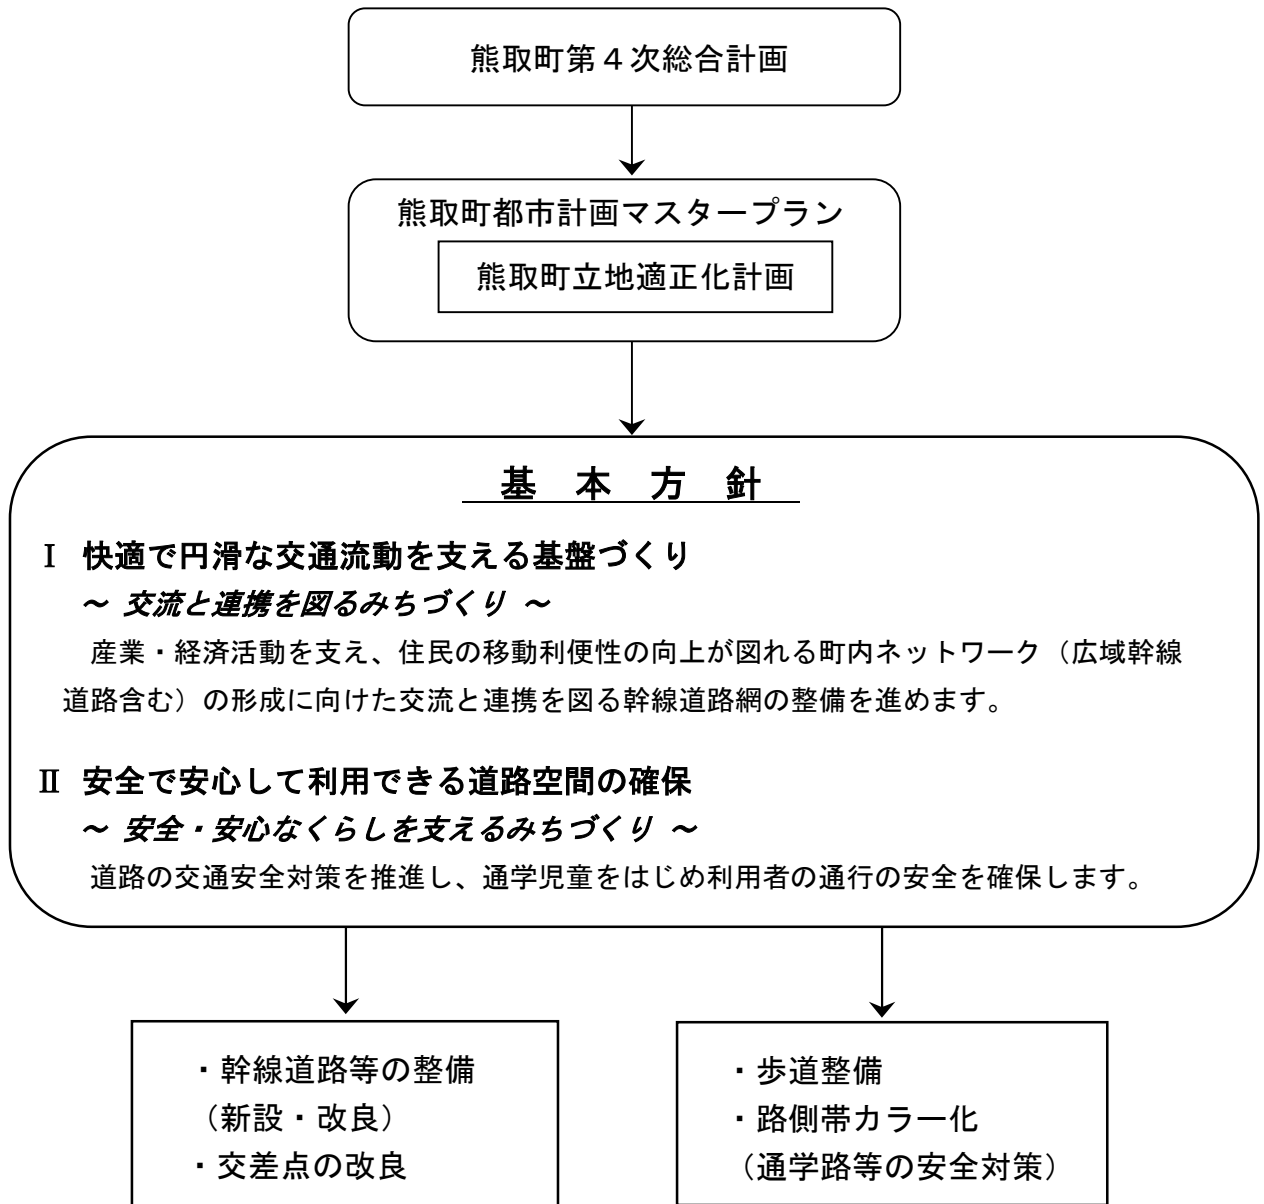 熊取町第４次総合計画
熊取町都市計画マスタープラン
熊取町立地適正化計画
基 本 方 針
Ⅰ 快適で円滑な交通流動を支える基盤づくり
～ 交流と連携を図るみちづくり ～
産業・経済活動を支え、住民の移動利便性の向上が図れる町内ネットワーク（広域幹線
道路含む）の形成に向けた交流と連携を図る幹線道路網の整備を進めます。
Ⅱ 安全で安心して利用できる道路空間の確保
～ 安全・安心なくらしを支えるみちづくり ～
道路の交通安全対策を推進し、通学児童をはじめ利用者の通行の安全を確保します。
・幹線道路等の整備
（新設・改良）
・交差点の改良
・歩道整備
・路側帯カラー化
（通学路等の安全対策）